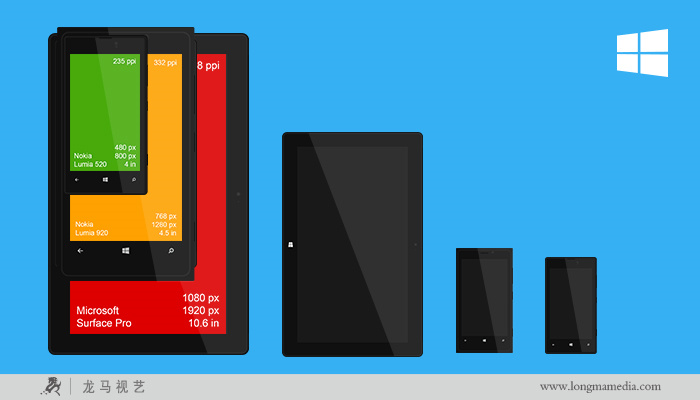 235 ppi
332 ppi
8 ppi
480 px
Nokia 800 px
Lumia 520 4 in
768 px
Nokia 1280 px
Lumia 920 4.5 in
1080 px
Microsoft 1920 px
Surface Pro 10.6 in
龙马视艺
www.longmamedia.com